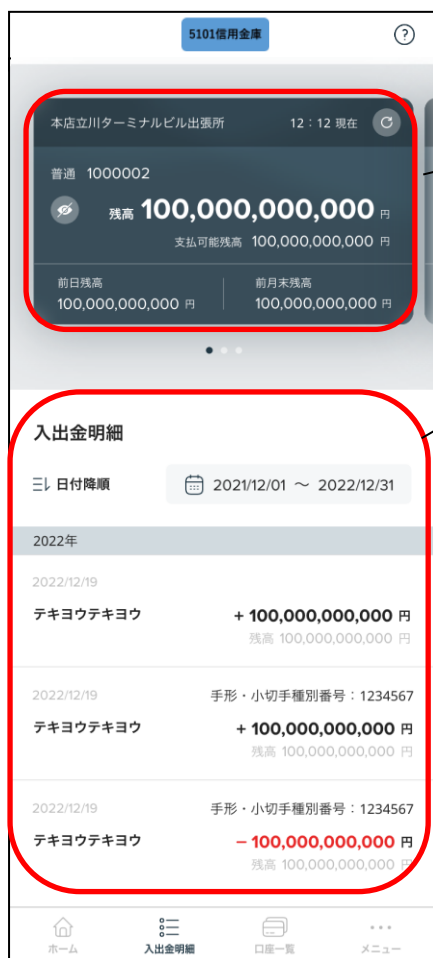 5101信用金庫
?
本店立川ターミナルビル出張所 12：12 現在
普通 1000002
残高 100,000,000,000 円
支払可能残高 100,000,000,000 円
前日残高 前月末残高
100,000,000,000 円 100,000,000,000 円
入出金明細
日付降順 2021/12/01 ～ 2022/12/31
2022年
2022/12/19
テキヨウテキヨウ + 100,000,000,000 円
残高 100,000,000,000 円
2022/12/19 手形・小切手種別番号：1234567
テキヨウテキヨウ + 100,000,000,000 円
残高 100,000,000,000 円
2022/12/19 手形・小切手種別番号：1234567
テキヨウテキヨウ − 100,000,000,000 円
残高 100,000,000,000 円
ホーム 入出金明細 口座一覧 メニュー